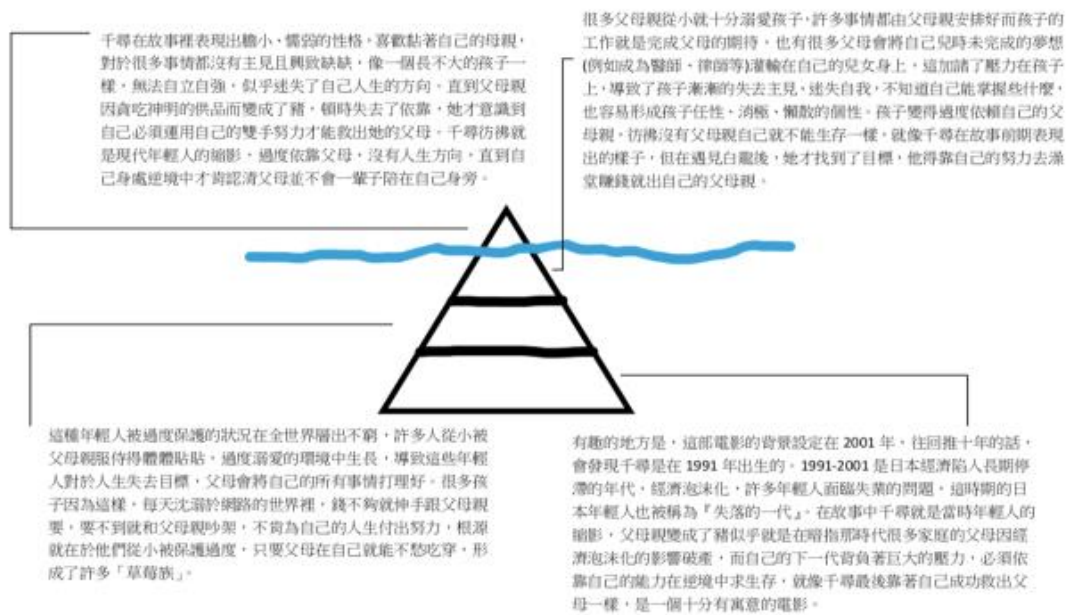 千尋在故事裡表現出膽小、懦弱的性格，喜歡黏著自己的母親，
對於很多事情都沒有主見且興致缺缺，像一個長不大的孩子一
樣，無法自立自強，似乎迷失了自己人生的方向，直到父母親
因貪吃神明的供品而變成了豬，頓時失去了依靠，她才意識到
自己必須運用自己的雙手努力才能救出她的父母。千尋彷彿就
是現代年輕人的縮影，過度依靠父母，沒有人生方向，直到自
己身處逆境中才肯認清父母並不會一輩子陪在自己身旁。
很多父母親從小就十分溺愛孩子，許多事情都由父母親安排好而孩子的
工作就是完成父母的期待，也有很多父母會將自己兒時未完成的夢想
(例如成為醫師、律師等)灌輸在自己的兒女身上，這加諸了壓力在孩子
上，導致了孩子漸漸的失去主見、迷失自我，不知道自己能掌握些什麼，
也容易形成孩子任性、消極、懶散的個性。孩子變得過度依賴自己的父
母親，彷彿沒有父母親自己就不能生存一樣，就像千尋在故事前期表現
出的樣子，但在遇見白龍後，她才找到了目標，他得靠自己的努力去澡
堂賺錢就出自己的父母親。
這種年輕人被過度保護的狀況在全世界層出不窮，許多人從小被
父母親服侍得體體貼貼，過度溺愛的環境中生長，導致這些年輕
人對於人生失去目標，父母會將自己的所有事情打理好。很多孩
子因為這樣，每天沈溺於網路的世界裡，錢不夠就伸手跟父母親
要，要不到就和父母親吵架，不肯為自己的人生付出努力，根源
就在於他們從小被保護過度，只要父母在自己就能不愁吃穿，形
成了許多「草莓族」。
有趣的地方是，這部電影的背景設定在 2001 年，往回推十年的話，
會發現千尋是在 1991 年出生的。1991-2001 是日本經濟陷入長期停
滯的年代，經濟泡沫化，許多年輕人面臨失業的問題，這時期的日
本年輕人也被稱為『失落的一代』。在故事中千尋就是當時年輕人的
縮影，父母親變成了豬似乎就是在暗指那時代很多家庭的父母因經
濟泡沫化的影響破產，而自己的下一代背負著巨大的壓力，必須依
靠自己的能力在逆境中求生存，就像千尋最後靠著自己成功救出父
母一樣，是一個十分有寓意的電影。